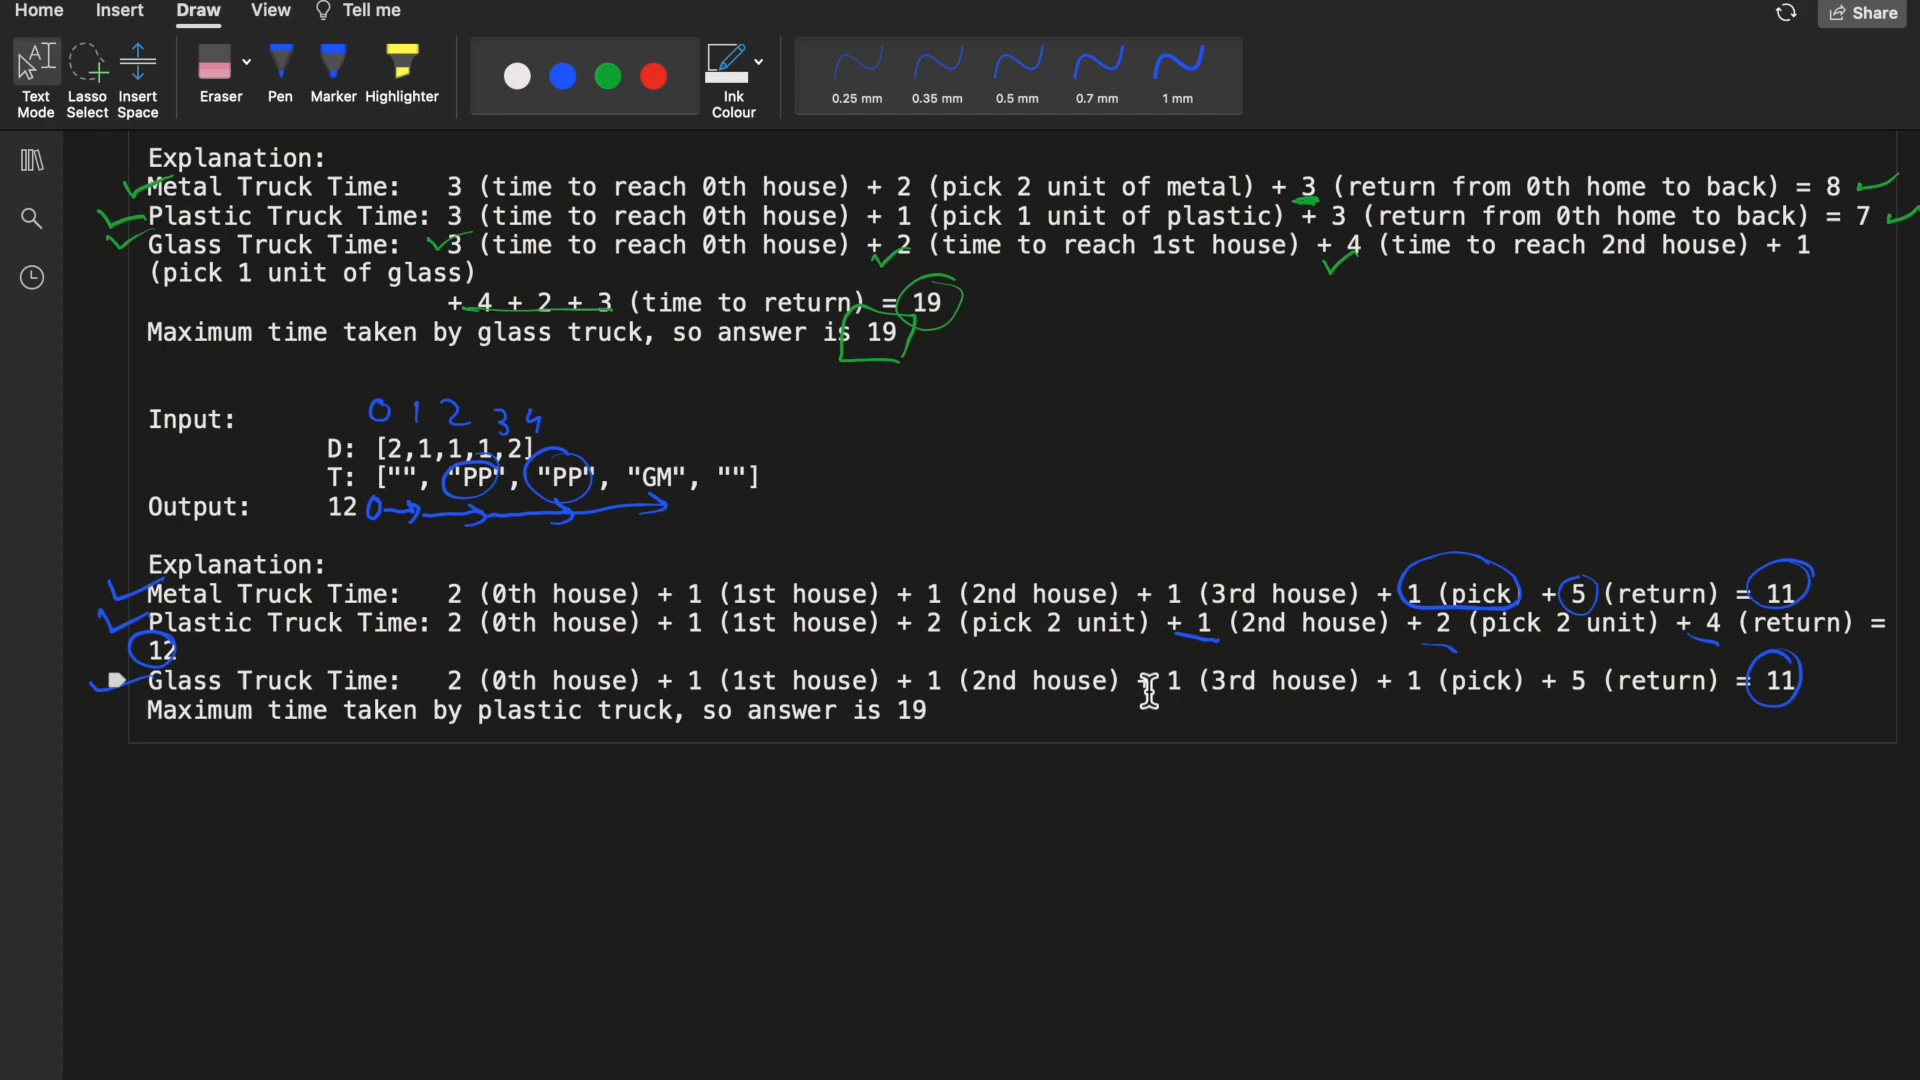 Home Insert Draw View Tell me Share
Text Mode Lasso Select Insert Space Eraser Pen Marker Highlighter Ink Colour 0.25 mm 0.35 mm 0.5 mm 0.7 mm 1 mm
Explanation:
Metal Truck Time: 3 (time to reach 0th house) + 2 (pick 2 unit of metal) + 3 (return from 0th home to back) = 8
Plastic Truck Time: 3 (time to reach 0th house) + 1 (pick 1 unit of plastic) + 3 (return from 0th home to back) = 7
Glass Truck Time: 3 (time to reach 0th house) + 2 (time to reach 1st house) + 4 (time to reach 2nd house) + 1
(pick 1 unit of glass)
+ 4 + 2 + 3 (time to return) = 19
Maximum time taken by glass truck, so answer is 19
0 1 2 3 4
Input:
D: [2,1,1,1,2]
T: ["", "PP", "PP", "GM", ""]
Output: 12 0
Explanation:
Metal Truck Time: 2 (0th house) + 1 (1st house) + 1 (2nd house) + 1 (3rd house) + 1 (pick) + 5 (return) = 11
Plastic Truck Time: 2 (0th house) + 1 (1st house) + 2 (pick 2 unit) + 1 (2nd house) + 2 (pick 2 unit) + 4 (return) =
12
Glass Truck Time: 2 (0th house) + 1 (1st house) + 1 (2nd house) + 1 (3rd house) + 1 (pick) + 5 (return) = 11
Maximum time taken by plastic truck, so answer is 19